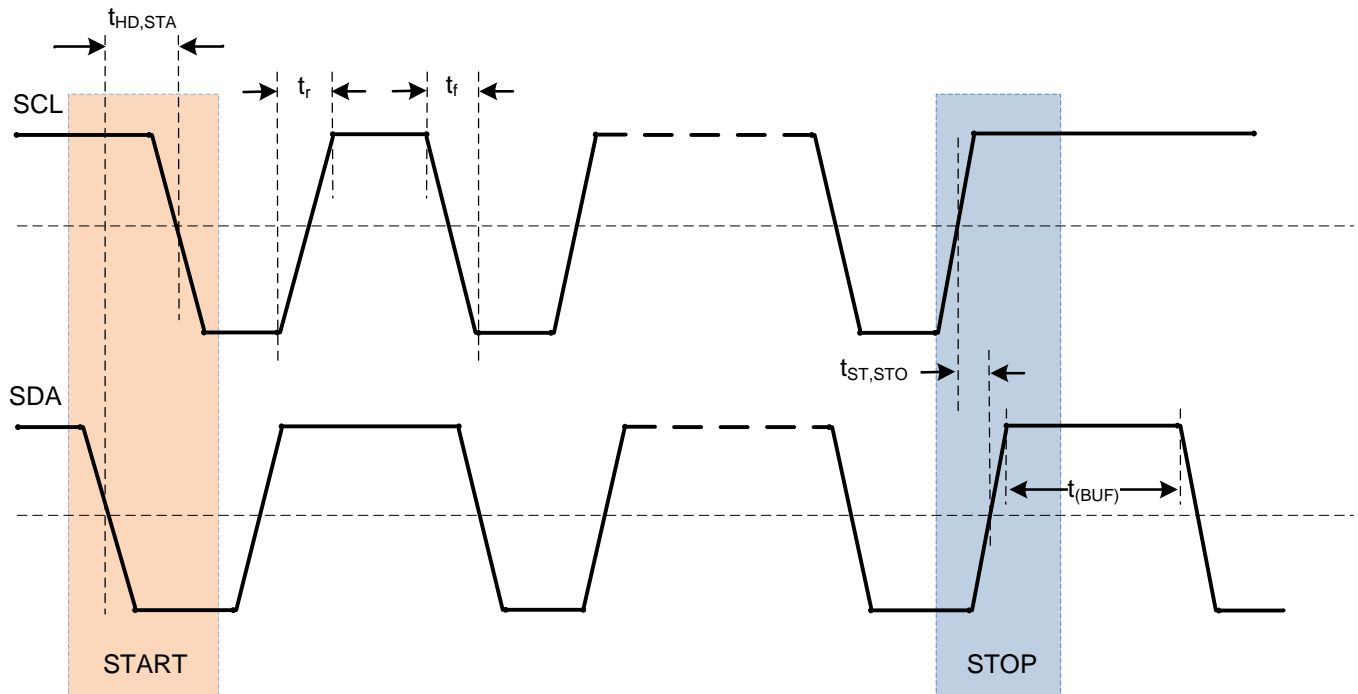 tHD,STA
tr
tf
SCL
tST,STO
SDA
t(BUF)
START
STOP